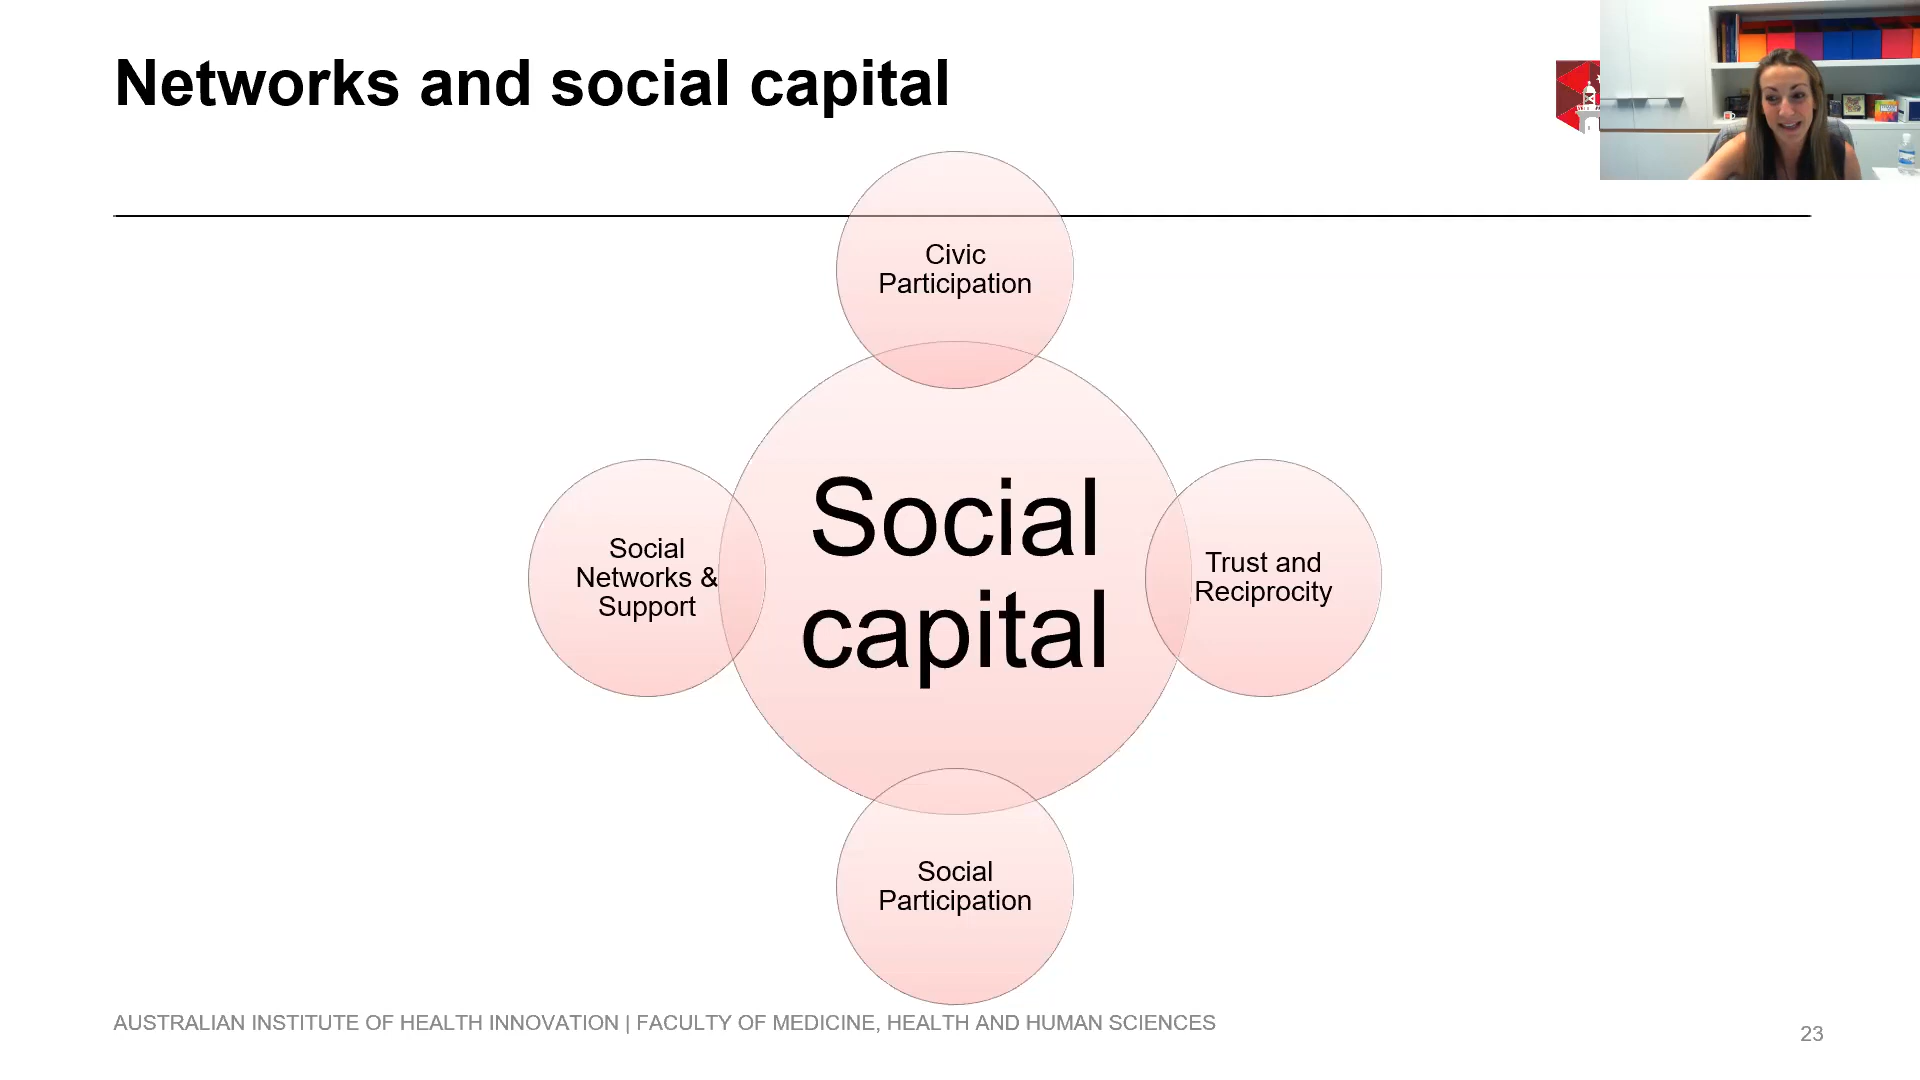 Networks and social capital
Civic
Participation
Social
Networks &
Support
Social
capital
Trust and
Reciprocity
Social
Participation
AUSTRALIAN INSTITUTE OF HEALTH INNOVATION | FACULTY OF MEDICINE, HEALTH AND HUMAN SCIENCES
23